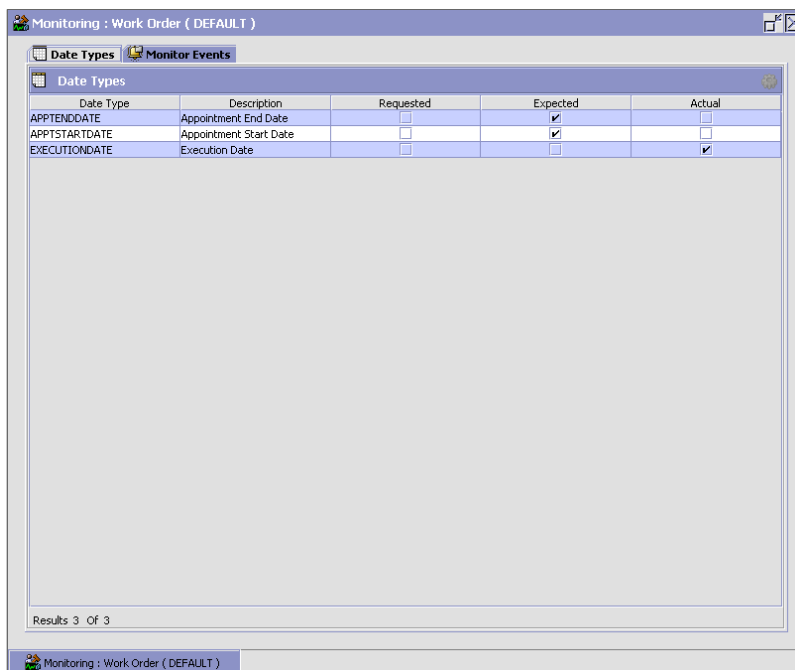 Monitoring : Work Order ( DEFAULT )
Date Types Monitor Events
Date Types
Date Type Description Requested Expected Actual
APPTENDDATE Appointment End Date
APPTSTARTDATE Appointment Start Date
EXECUTIONDATE Execution Date
Results 3 Of 3
Monitoring : Work Order ( DEFAULT )